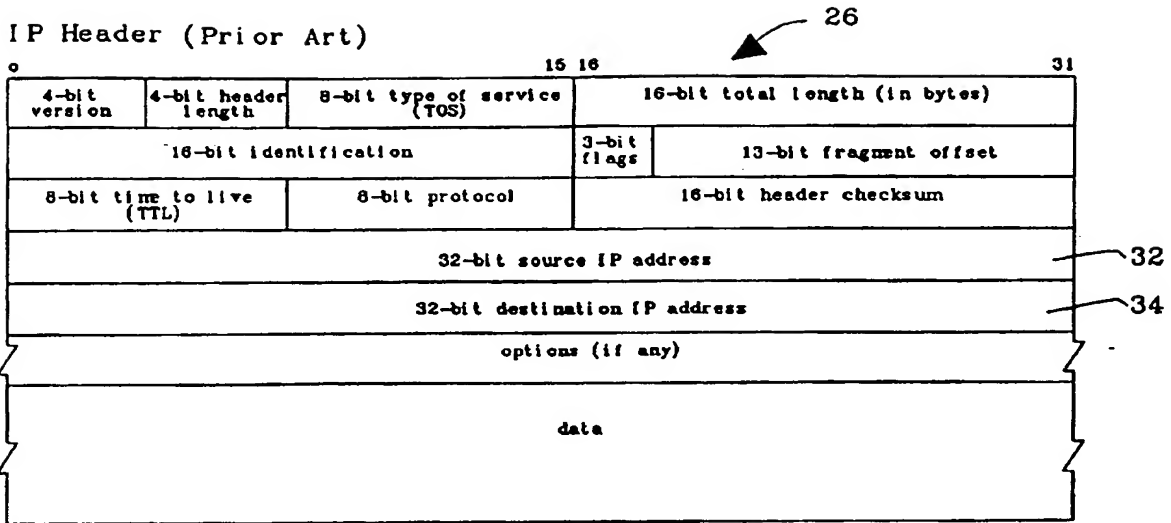 26
IP Header (Prior Art)
0 15 16 31
4-bit version 4-bit header length 8-bit type of service (TOS) 16-bit total length (in bytes)
16-bit identification 3-bit flags 13-bit fragment offset
8-bit time to live (TTL) 8-bit protocol 16-bit header checksum
32-bit source IP address 32
32-bit destination IP address 34
options (if any)
data